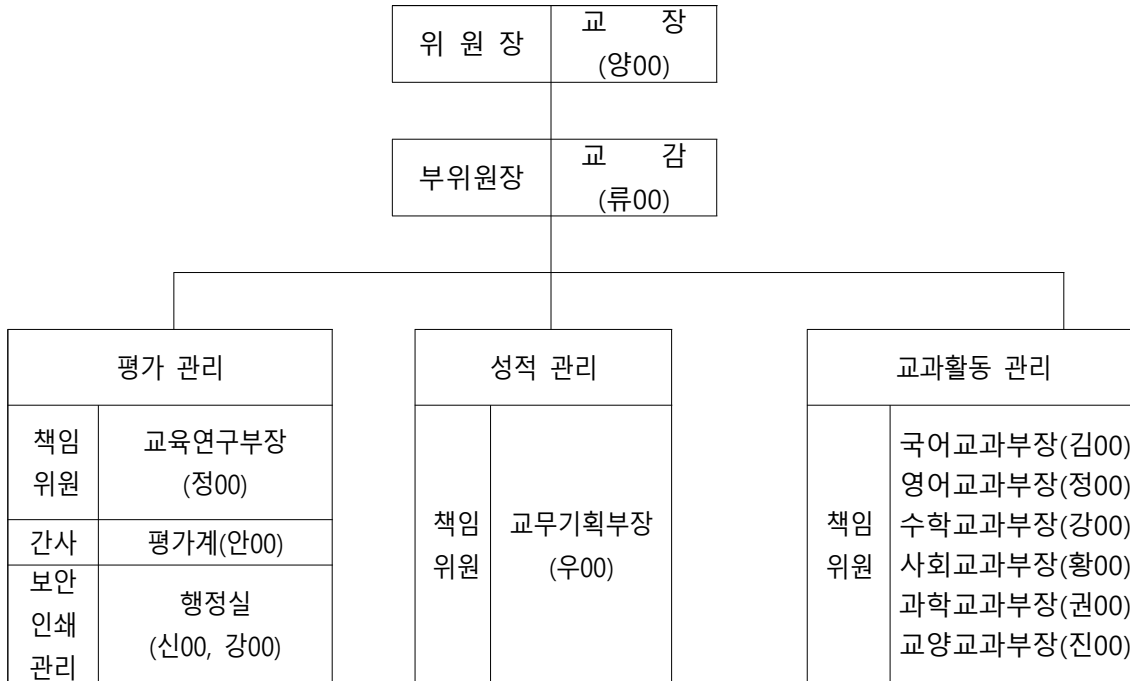 위 원 장
교 장
(양00)
부위원장
교 감
(류00)
평가 관리
책임
위원
교육연구부장
(정00)
간사
평가계(안00)
보안
인쇄
관리
행정실
(신00, 강00)
성적 관리
책임
위원
교무기획부장
(우00)
교과활동 관리
책임
위원
국어교과부장(김00)
영어교과부장(정00)
수학교과부장(강00)
사회교과부장(황00)
과학교과부장(권00)
교양교과부장(진00)